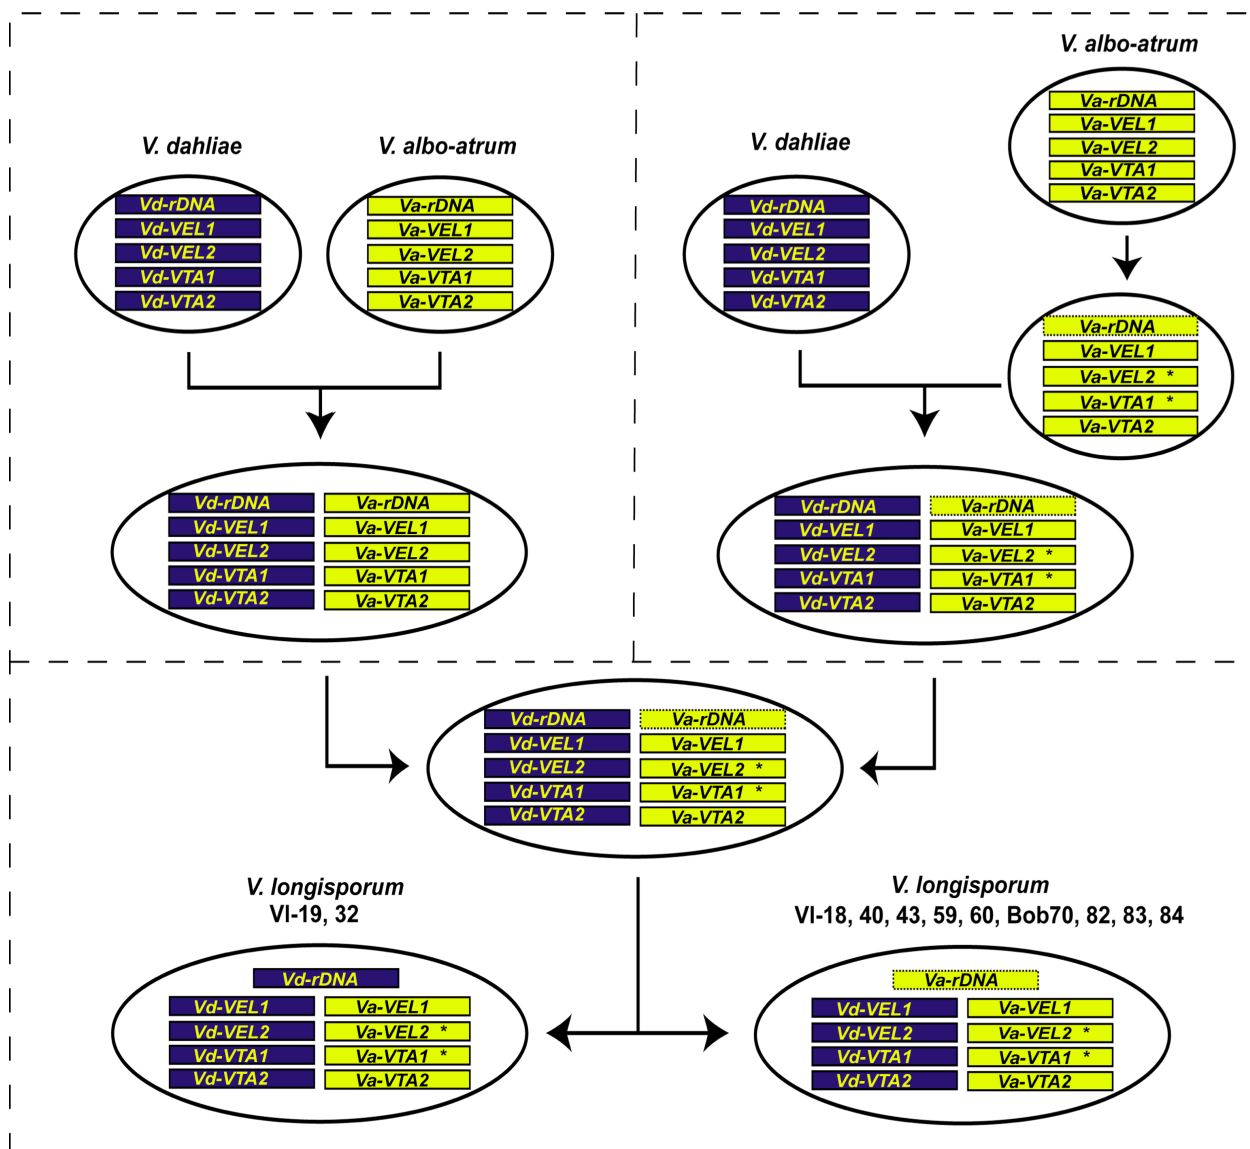 V. dahliae
Vd-rDNA
Vd-VEL1
Vd-VEL2
Vd-VTA1
Vd-VTA2
V. albo-atrum
Va-rDNA
Va-VEL1
Va-VEL2
Va-VTA1
Va-VTA2
Vd-rDNA Va-rDNA
Vd-VEL1 Va-VEL1
Vd-VEL2 Va-VEL2
Vd-VTA1 Va-VTA1
Vd-VTA2 Va-VTA2
V. albo-atrum
Va-rDNA
Va-VEL1
Va-VEL2
Va-VTA1
Va-VTA2
V. dahliae
Vd-rDNA
Vd-VEL1
Vd-VEL2
Vd-VTA1
Vd-VTA2
Va-rDNA
Va-VEL1
Va-VEL2 *
Va-VTA1 *
Va-VTA2
Vd-rDNA Va-rDNA
Vd-VEL1 Va-VEL1
Vd-VEL2 Va-VEL2 *
Vd-VTA1 Va-VTA1 *
Vd-VTA2 Va-VTA2
Vd-rDNA Va-rDNA
Vd-VEL1 Va-VEL1
Vd-VEL2 Va-VEL2 *
Vd-VTA1 Va-VTA1 *
Vd-VTA2 Va-VTA2
V. longisporum
Vl-19, 32
Vd-rDNA
Vd-VEL1 Va-VEL1
Vd-VEL2 Va-VEL2 *
Vd-VTA1 Va-VTA1 *
Vd-VTA2 Va-VTA2
V. longisporum
Vl-18, 40, 43, 59, 60, Bob70, 82, 83, 84
Va-rDNA
Vd-VEL1 Va-VEL1
Vd-VEL2 Va-VEL2 *
Vd-VTA1 Va-VTA1 *
Vd-VTA2 Va-VTA2